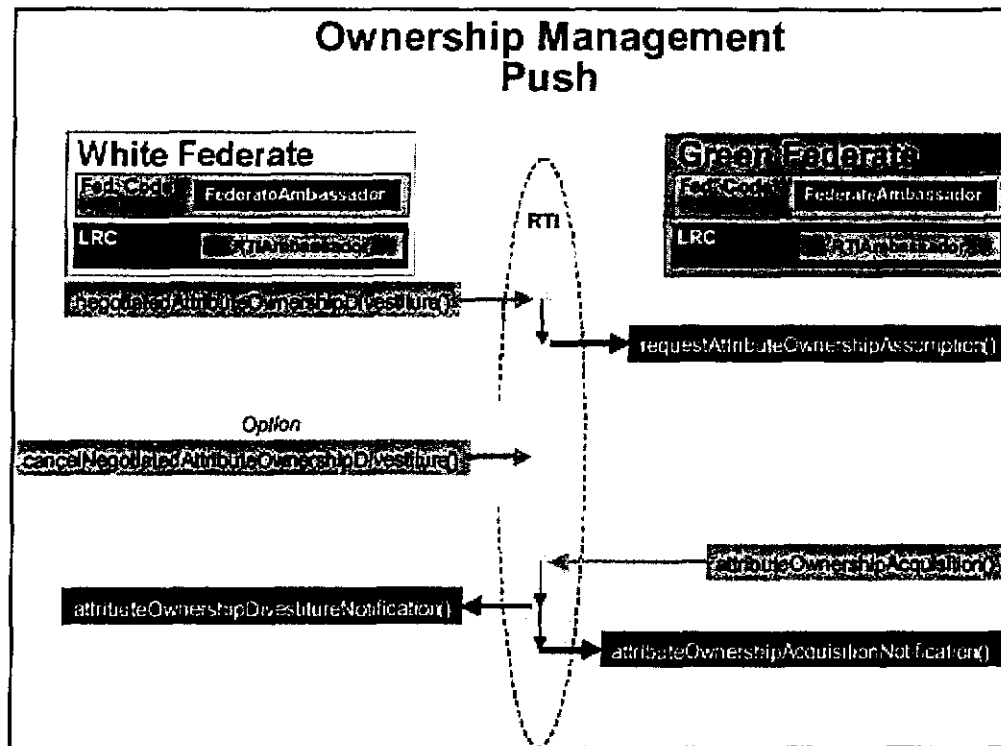 Ownership Management
Push
White Federate
Fed. Code
FederateAmbassador
LRC
RTIAmbassador
RTI
Green Federate
Fed. Code
FederateAmbassador
LRC
RTIAmbassador
negotiatedAttributeOwnershipDivestiture()
requestAttributeOwnershipAssumption()
Option
cancelNegotiatedAttributeOwnershipDivestiture()
attributeOwnershipAcquisition()
attributeOwnershipDivestitureNotification()
attributeOwnershipAcquisitionNotification()